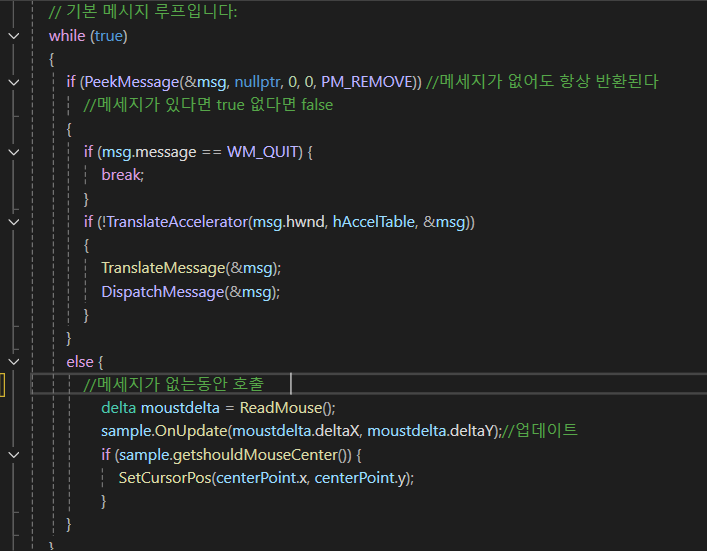 // 기본 메시지 루프입니다:
while (true)
{
if (PeekMessage(&msg, nullptr, 0, 0, PM_REMOVE)) //메세지가 없어도 항상 반환된다
//메세지가 있다면 true 없다면 false
{
if (msg.message == WM_QUIT) {
break;
}
if (!TranslateAccelerator(msg.hwnd, hAccelTable, &msg))
{
TranslateMessage(&msg);
DispatchMessage(&msg);
}
}
else {
//메세지가 없는동안 호출
delta moustdelta = ReadMouse();
sample.OnUpdate(moustdelta.deltaX, moustdelta.deltaY);//업데이트
if (sample.getshouldMouseCenter()) {
SetCursorPos(centerPoint.x, centerPoint.y);
}
}
}